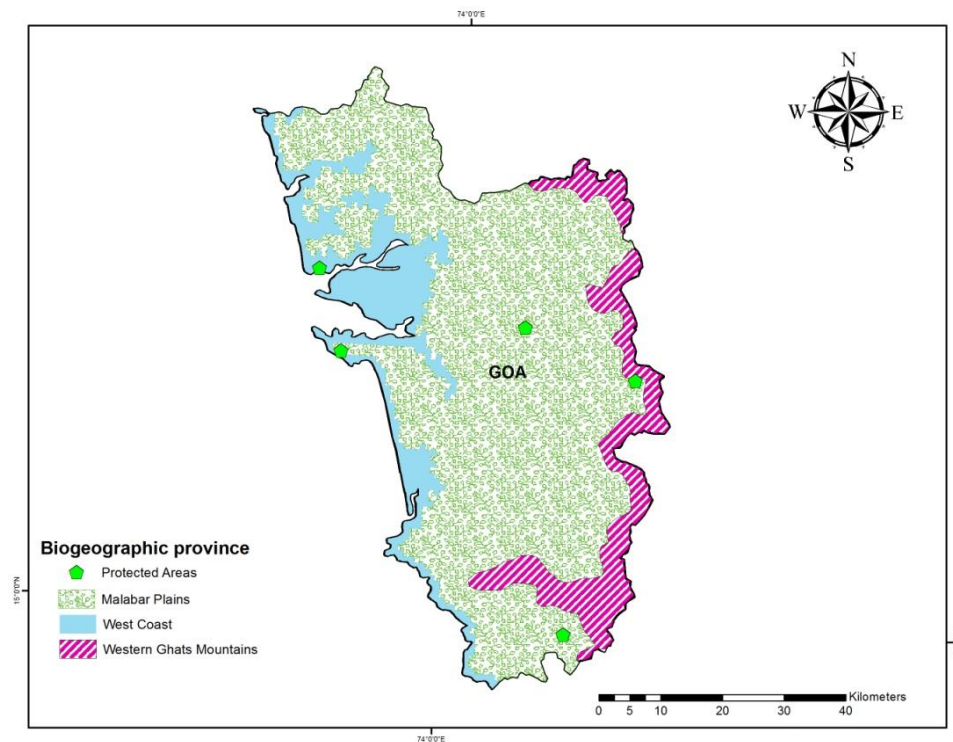 74°0'0"E
N
W
E
S
GOA
Biogeographic province
Protected Areas
Malabar Plains
West Coast
Western Ghats Mountains
15°0'0"N
Kilometers
0 5 10 20 30 40
74°0'0"E